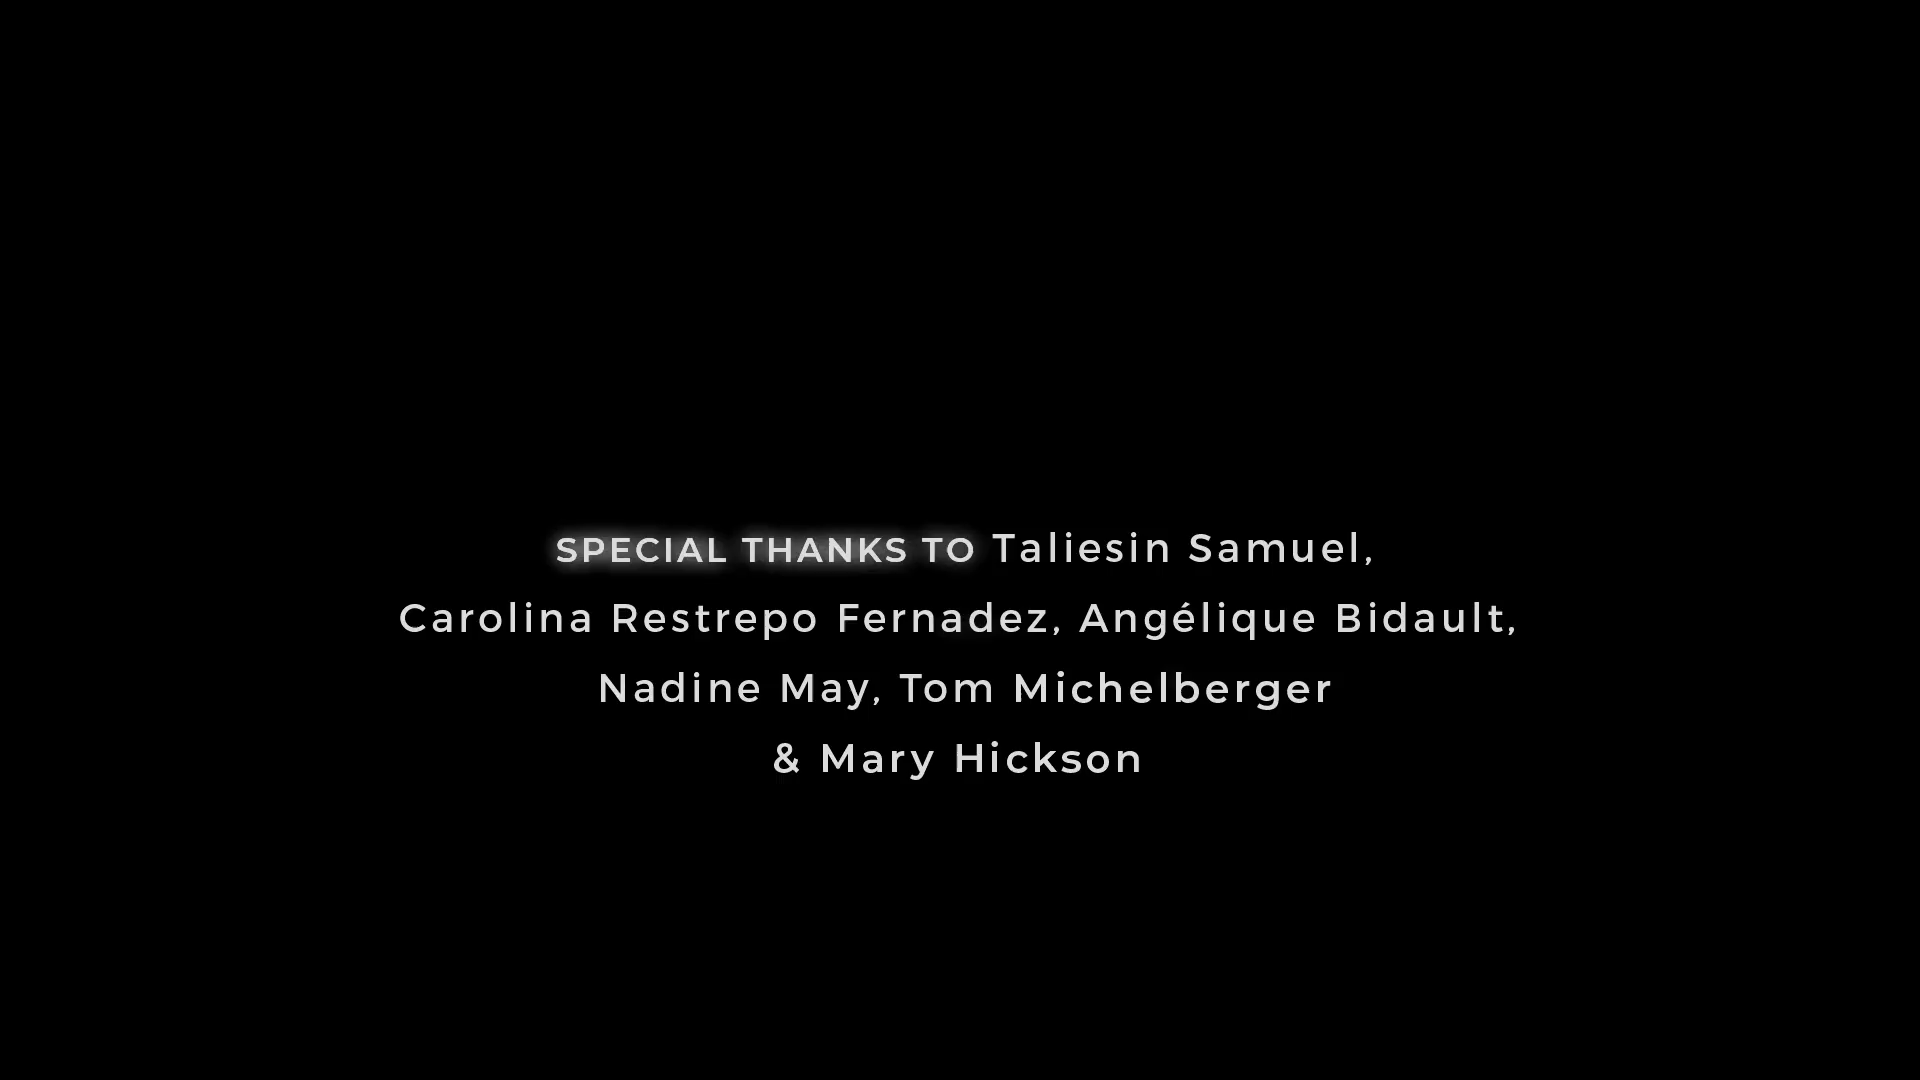 SPECIAL THANKS TO Taliesin Samuel,
Carolina Restrepo Fernadez, Angélique Bidault,
Nadine May, Tom Michelberger
& Mary Hickson